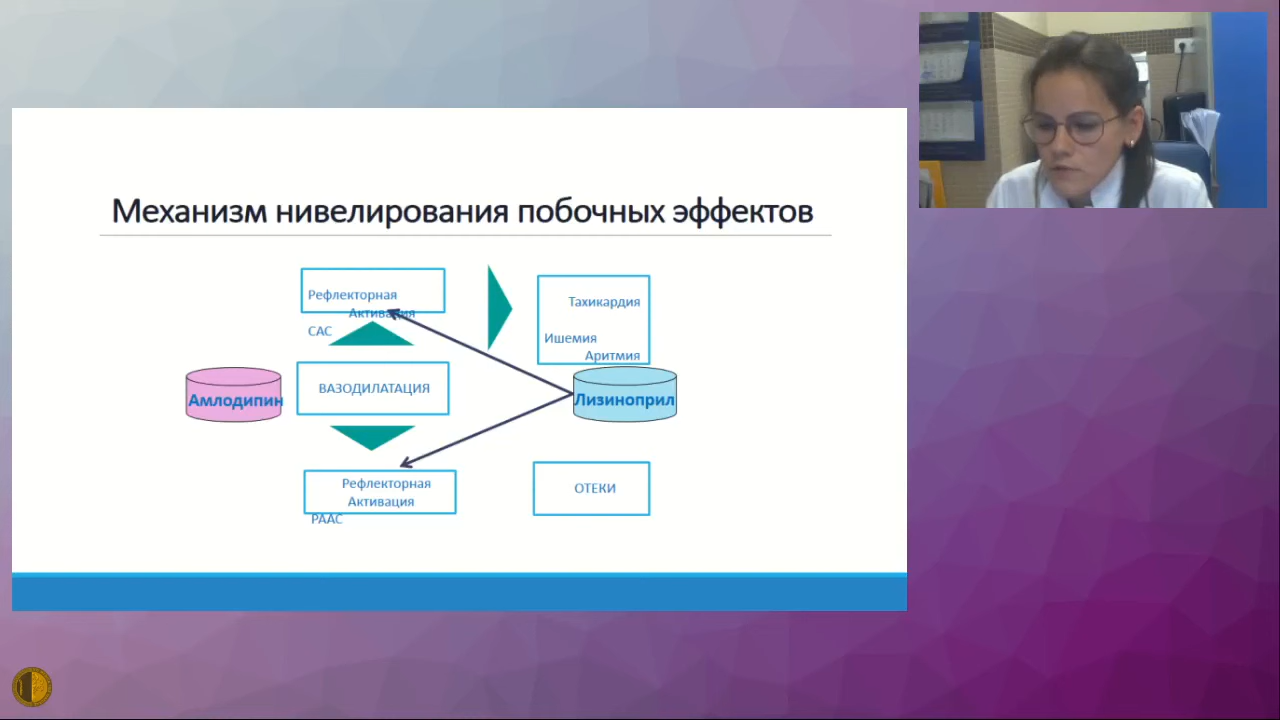 Механизм нивелирования побочных эффектов
Рефлекторная
Активация
САС
Тахикардия
Ишемия
Аритмия
Амлодипин
ВАЗОДИЛАТАЦИЯ
Лизиноприл
Рефлекторная
Активация
РААС
ОТЕКИ